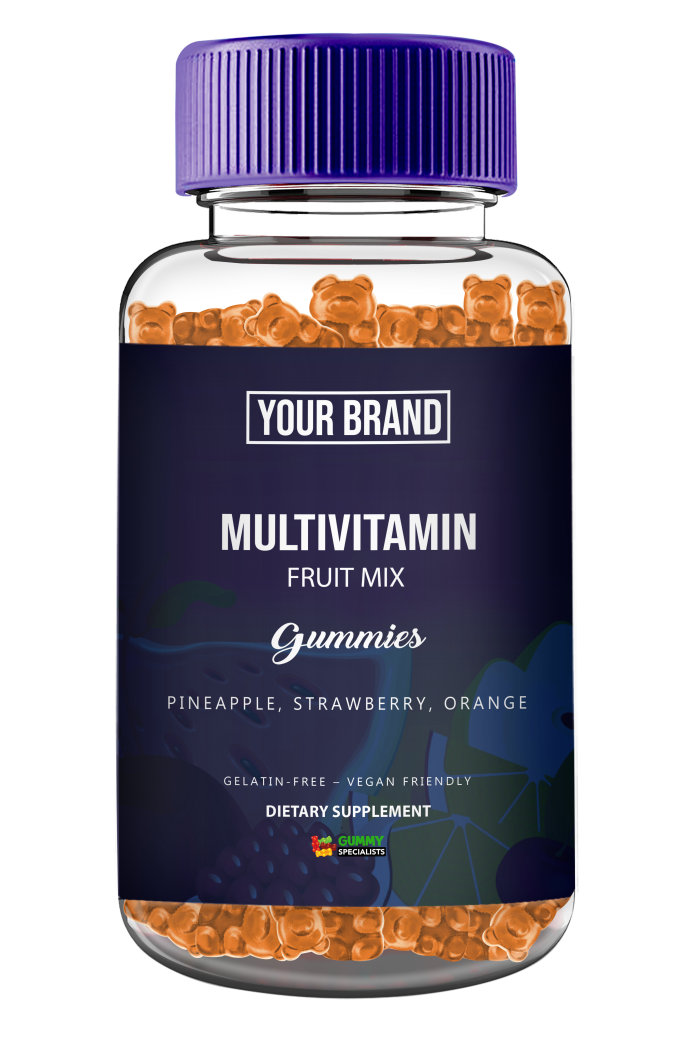 YOUR BRAND
MULTIVITAMIN
FRUIT MIX
Gummies
PINEAPPLE, STRAWBERRY, ORANGE
GELATIN-FREE – VEGAN FRIENDLY
DIETARY SUPPLEMENT
GUMMY
SPECIALISTS